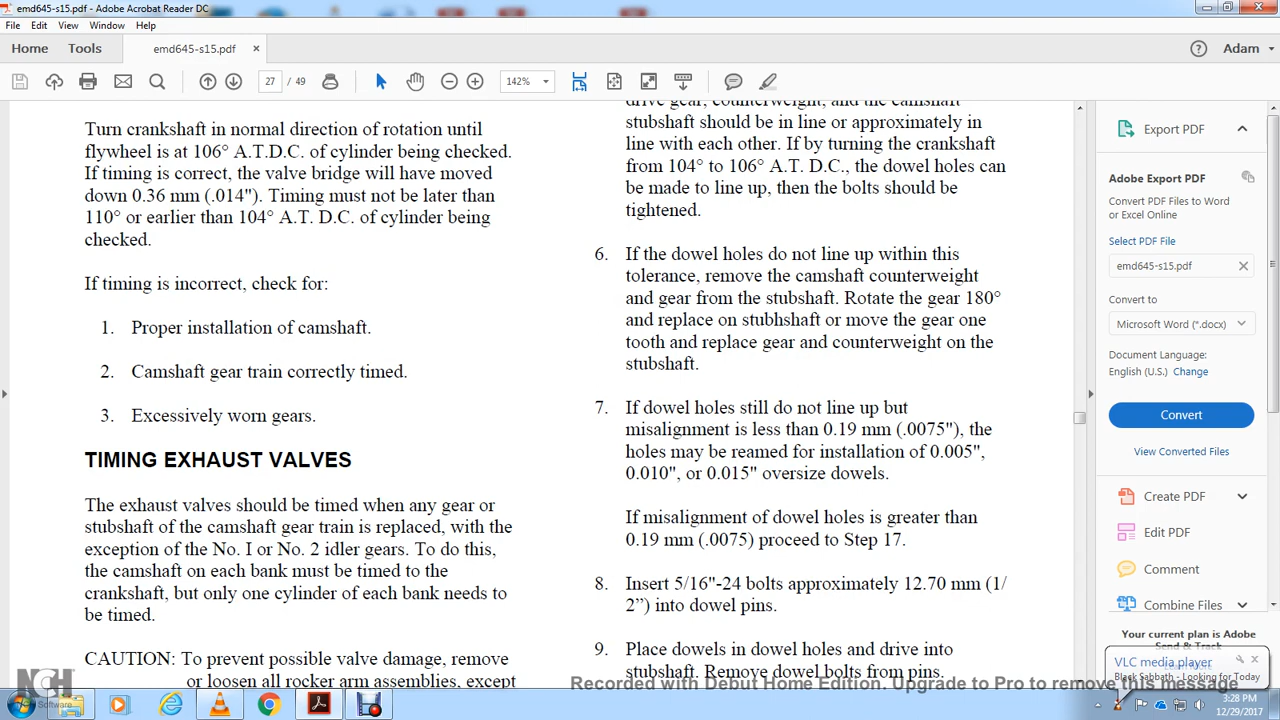 emd645-s15.pdf - Adobe Acrobat Reader DC
File Edit View Window Help
Home Tools emd645-s15.pdf × Adam
27 / 49 142%
Turn crankshaft in normal direction of rotation until
flywheel is at 106° A.T.D.C. of cylinder being checked.
If timing is correct, the valve bridge will have moved
down 0.36 mm (.014"). Timing must not be later than
110° or earlier than 104° A.T. D.C. of cylinder being
checked.
If timing is incorrect, check for:
1. Proper installation of camshaft.
2. Camshaft gear train correctly timed.
3. Excessively worn gears.
TIMING EXHAUST VALVES
The exhaust valves should be timed when any gear or
stubshaft of the camshaft gear train is replaced, with the
exception of the No. I or No. 2 idler gears. To do this,
the camshaft on each bank must be timed to the
crankshaft, but only one cylinder of each bank needs to
be timed.
CAUTION: To prevent possible valve damage, remove
or loosen all rocker arm assemblies, except
drive gear, counterweight, and the camshaft
stubshaft should be in line or approximately in
line with each other. If by turning the crankshaft
from 104° to 106° A.T. D.C., the dowel holes can
be made to line up, then the bolts should be
tightened.
6. If the dowel holes do not line up within this
tolerance, remove the camshaft counterweight
and gear from the stubshaft. Rotate the gear 180°
and replace on stubhshaft or move the gear one
tooth and replace gear and counterweight on the
stubshaft.
7. If dowel holes still do not line up but
misalignment is less than 0.19 mm (.0075"), the
holes may be reamed for installation of 0.005",
0.010", or 0.015" oversize dowels.
If misalignment of dowel holes is greater than
0.19 mm (.0075) proceed to Step 17.
8. Insert 5/16"-24 bolts approximately 12.70 mm (1/
2”) into dowel pins.
9. Place dowels in dowel holes and drive into
stubshaft. Remove dowel bolts from pins.
Export PDF
Adobe Export PDF
Convert PDF Files to Word
or Excel Online
Select PDF File
emd645-s15.pdf
Convert to
Microsoft Word (*.docx)
Document Language:
English (U.S.) Change
Convert
View Converted Files
Create PDF
Edit PDF
Comment
Combine Files
Your current plan is Adobe
Send & Track
VLC media player
Black Sabbath - Looking for Today
NCH
Software
Recorded with Debut Home Edition. Upgrade to Pro to remove this message
3:28 PM
12/29/2017